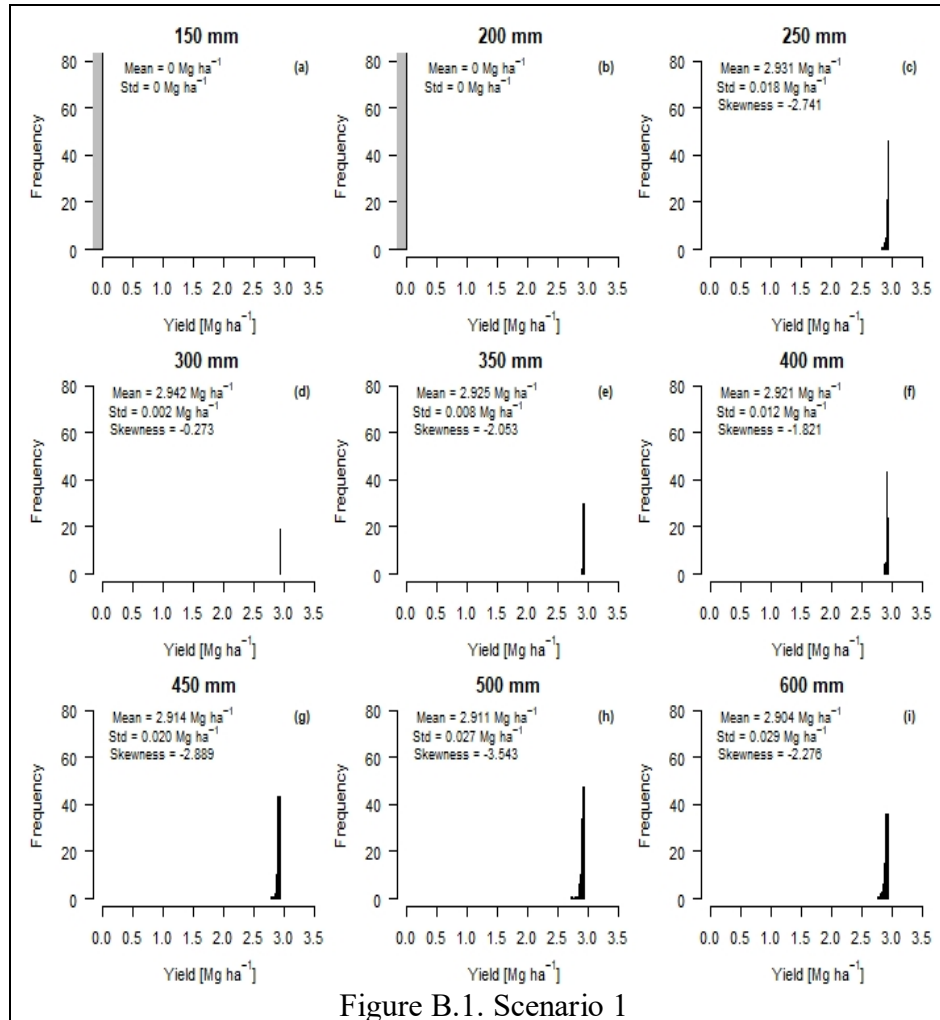 150 mm
Mean = 0 Mg ha⁻¹
Std = 0 Mg ha⁻¹
(a)
80
60
40
20
0
Frequency
0.0 0.5 1.0 1.5 2.0 2.5 3.0 3.5
Yield [Mg ha⁻¹]
200 mm
Mean = 0 Mg ha⁻¹
Std = 0 Mg ha⁻¹
(b)
80
60
40
20
0
Frequency
0.0 0.5 1.0 1.5 2.0 2.5 3.0 3.5
Yield [Mg ha⁻¹]
250 mm
Mean = 2.931 Mg ha⁻¹
Std = 0.018 Mg ha⁻¹
Skewness = -2.741
(c)
80
60
40
20
0
Frequency
0.0 0.5 1.0 1.5 2.0 2.5 3.0 3.5
Yield [Mg ha⁻¹]
300 mm
Mean = 2.942 Mg ha⁻¹
Std = 0.002 Mg ha⁻¹
Skewness = -0.273
(d)
80
60
40
20
0
Frequency
0.0 0.5 1.0 1.5 2.0 2.5 3.0 3.5
Yield [Mg ha⁻¹]
350 mm
Mean = 2.925 Mg ha⁻¹
Std = 0.008 Mg ha⁻¹
Skewness = -2.053
(e)
80
60
40
20
0
Frequency
0.0 0.5 1.0 1.5 2.0 2.5 3.0 3.5
Yield [Mg ha⁻¹]
400 mm
Mean = 2.921 Mg ha⁻¹
Std = 0.012 Mg ha⁻¹
Skewness = -1.821
(f)
80
60
40
20
0
Frequency
0.0 0.5 1.0 1.5 2.0 2.5 3.0 3.5
Yield [Mg ha⁻¹]
450 mm
Mean = 2.914 Mg ha⁻¹
Std = 0.020 Mg ha⁻¹
Skewness = -2.889
(g)
80
60
40
20
0
Frequency
0.0 0.5 1.0 1.5 2.0 2.5 3.0 3.5
Yield [Mg ha⁻¹]
500 mm
Mean = 2.911 Mg ha⁻¹
Std = 0.027 Mg ha⁻¹
Skewness = -3.543
(h)
80
60
40
20
0
Frequency
0.0 0.5 1.0 1.5 2.0 2.5 3.0 3.5
Yield [Mg ha⁻¹]
600 mm
Mean = 2.904 Mg ha⁻¹
Std = 0.029 Mg ha⁻¹
Skewness = -2.276
(i)
80
60
40
20
0
Frequency
0.0 0.5 1.0 1.5 2.0 2.5 3.0 3.5
Yield [Mg ha⁻¹]
Figure B.1. Scenario 1